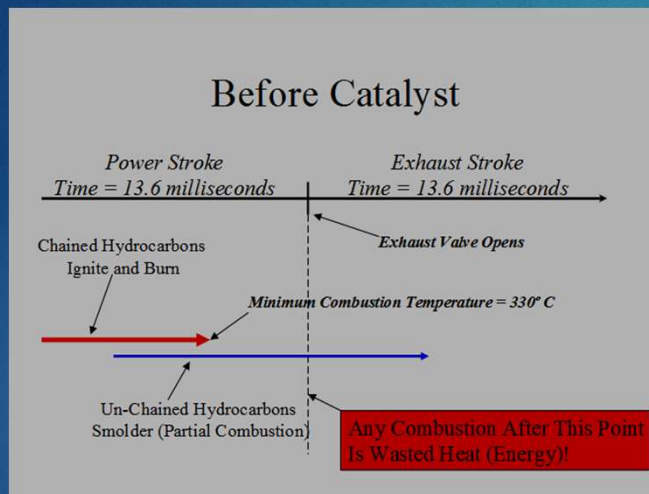 Before Catalyst
Power Stroke
Time = 13.6 milliseconds
Exhaust Stroke
Time = 13.6 milliseconds
Exhaust Valve Opens
Chained Hydrocarbons
Ignite and Burn
Minimum Combustion Temperature = 330° C
Un-Chained Hydrocarbons
Smolder (Partial Combustion)
Any Combustion After This Point
Is Wasted Heat (Energy)!